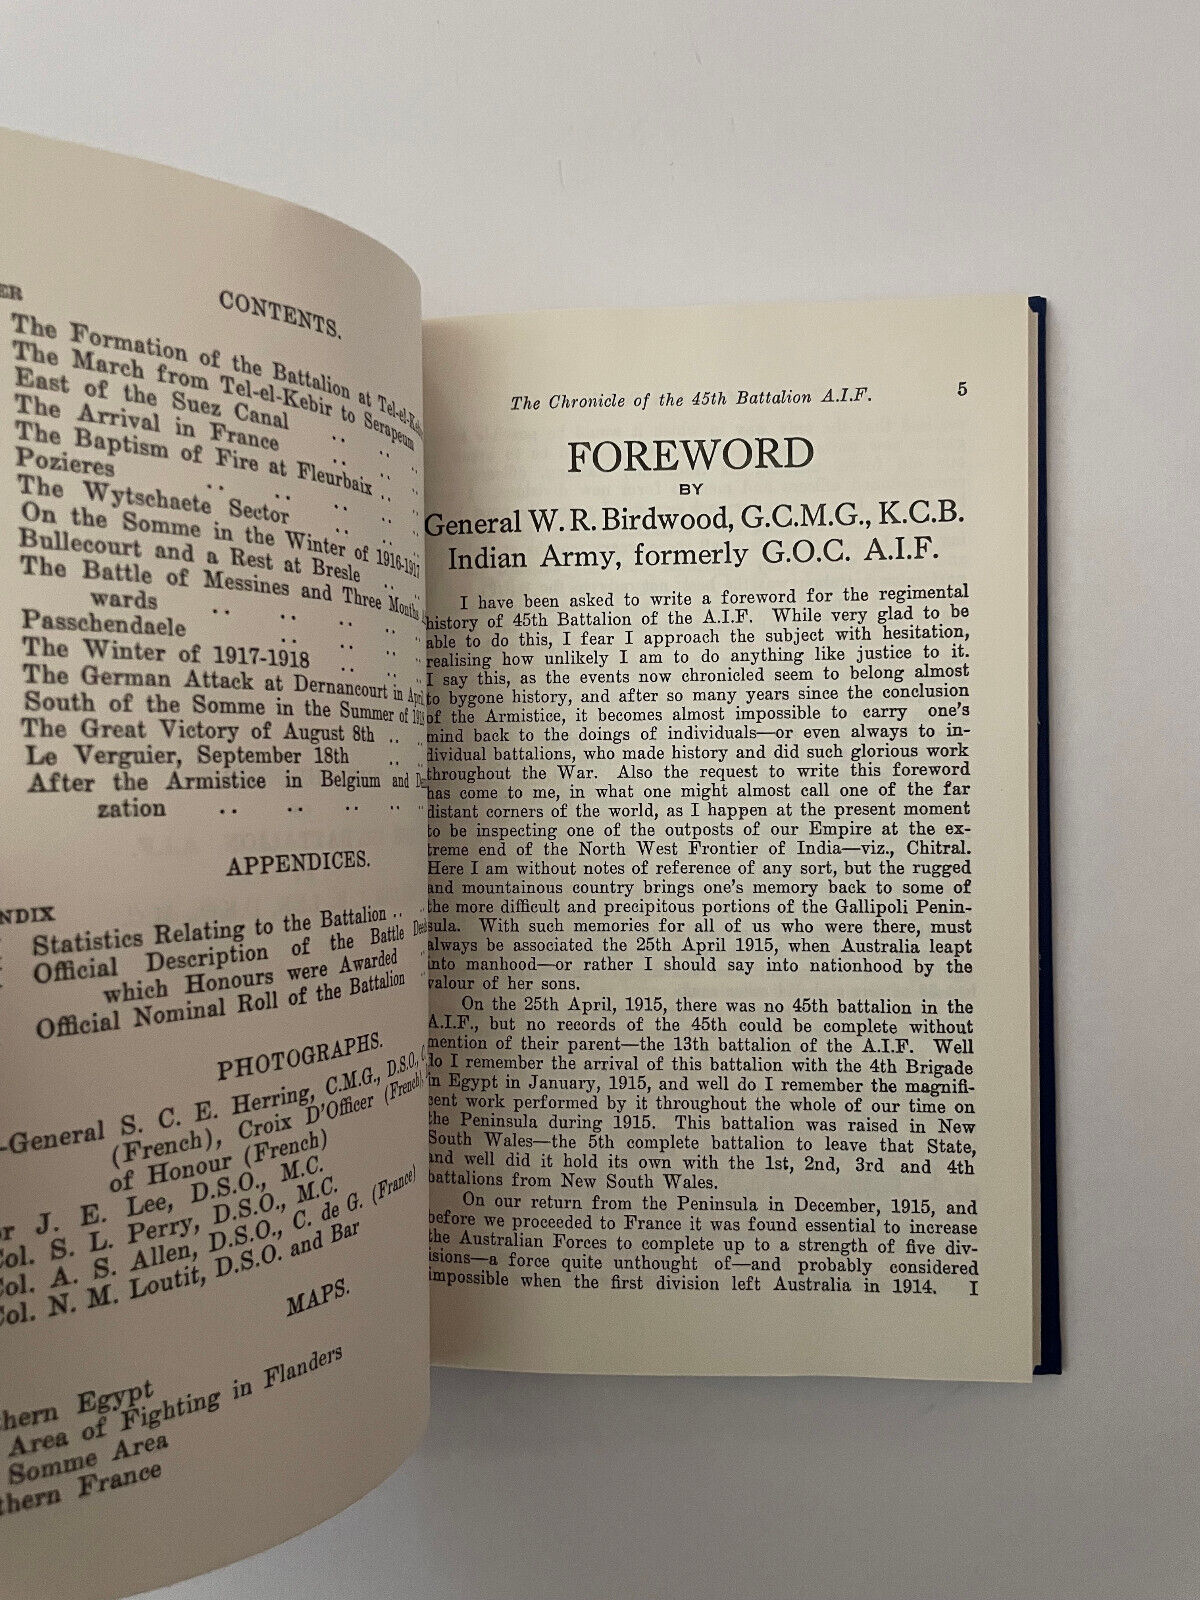 ER
CONTENTS.
The Formation of the Battalion at Tel-el-Kebir
The March from Tel-el-Kebir to Serapeum
East of the Suez Canal .. .. ..
The Arrival in France .. .. ..
The Baptism of Fire at Fleurbaix .. ..
Pozieres .. .. .. .. ..
The Wytschaete Sector .. .. ..
On the Somme in the Winter of 1916-1917
Bullecourt and a Rest at Bresle .. ..
The Battle of Messines and Three Months
wards .. .. .. .. ..
Passchendaele .. .. ..
The Winter of 1917-1918 .. .. ..
The German Attack at Dernancourt in April
South of the Somme in the Summer of 1918
The Great Victory of August 8th .. ..
Le Verguier, September 18th .. ..
After the Armistice in Belgium and
zation .. .. .. .. ..
APPENDICES.
NDIX
Statistics Relating to the Battalion .. ..
Official Description of the Battle Deeds
which Honours were Awarded ..
Official Nominal Roll of the Battalion ..
PHOTOGRAPHS.
-General S. C. E. Herring, C.M.G., D.S.O.,
(French), Croix D'Officer (French),
of Honour (French)
r J. E. Lee, D.S.O., M.C.
Col. S. L. Perry, D.S.O., M.C.
Col. A. S. Allen, D.S.O., C. de G. (France)
Col. N. M. Loutit, D.S.O. and Bar
MAPS.
thern Egypt
Area of Fighting in Flanders
Somme Area
thern France
The Chronicle of the 45th Battalion A.I.F. 5
FOREWORD
BY
General W. R. Birdwood, G.C.M.G., K.C.B.
Indian Army, formerly G.O.C. A.I.F.
I have been asked to write a foreword for the regimental
history of 45th Battalion of the A.I.F. While very glad to be
able to do this, I fear I approach the subject with hesitation,
realising how unlikely I am to do anything like justice to it.
I say this, as the events now chronicled seem to belong almost
to bygone history, and after so many years since the conclusion
of the Armistice, it becomes almost impossible to carry one's
mind back to the doings of individuals—or even always to in-
dividual battalions, who made history and did such glorious work
throughout the War. Also the request to write this foreword
has come to me, in what one might almost call one of the far
distant corners of the world, as I happen at the present moment
to be inspecting one of the outposts of our Empire at the ex-
treme end of the North West Frontier of India—viz., Chitral.
Here I am without notes of reference of any sort, but the rugged
and mountainous country brings one's memory back to some of
the more difficult and precipitous portions of the Gallipoli Penin-
sula. With such memories for all of us who were there, must
always be associated the 25th April 1915, when Australia leapt
into manhood—or rather I should say into nationhood by the
valour of her sons.
On the 25th April, 1915, there was no 45th battalion in the
A.I.F., but no records of the 45th could be complete without
mention of their parent—the 13th battalion of the A.I.F. Well
do I remember the arrival of this battalion with the 4th Brigade
in Egypt in January, 1915, and well do I remember the magnifi-
cent work performed by it throughout the whole of our time on
the Peninsula during 1915. This battalion was raised in New
South Wales—the 5th complete battalion to leave that State,
and well did it hold its own with the 1st, 2nd, 3rd and 4th
battalions from New South Wales.
On our return from the Peninsula in December, 1915, and
before we proceeded to France it was found essential to increase
the Australian Forces to complete up to a strength of five div-
isions—a force quite unthought of—and probably considered
impossible when the first division left Australia in 1914. I